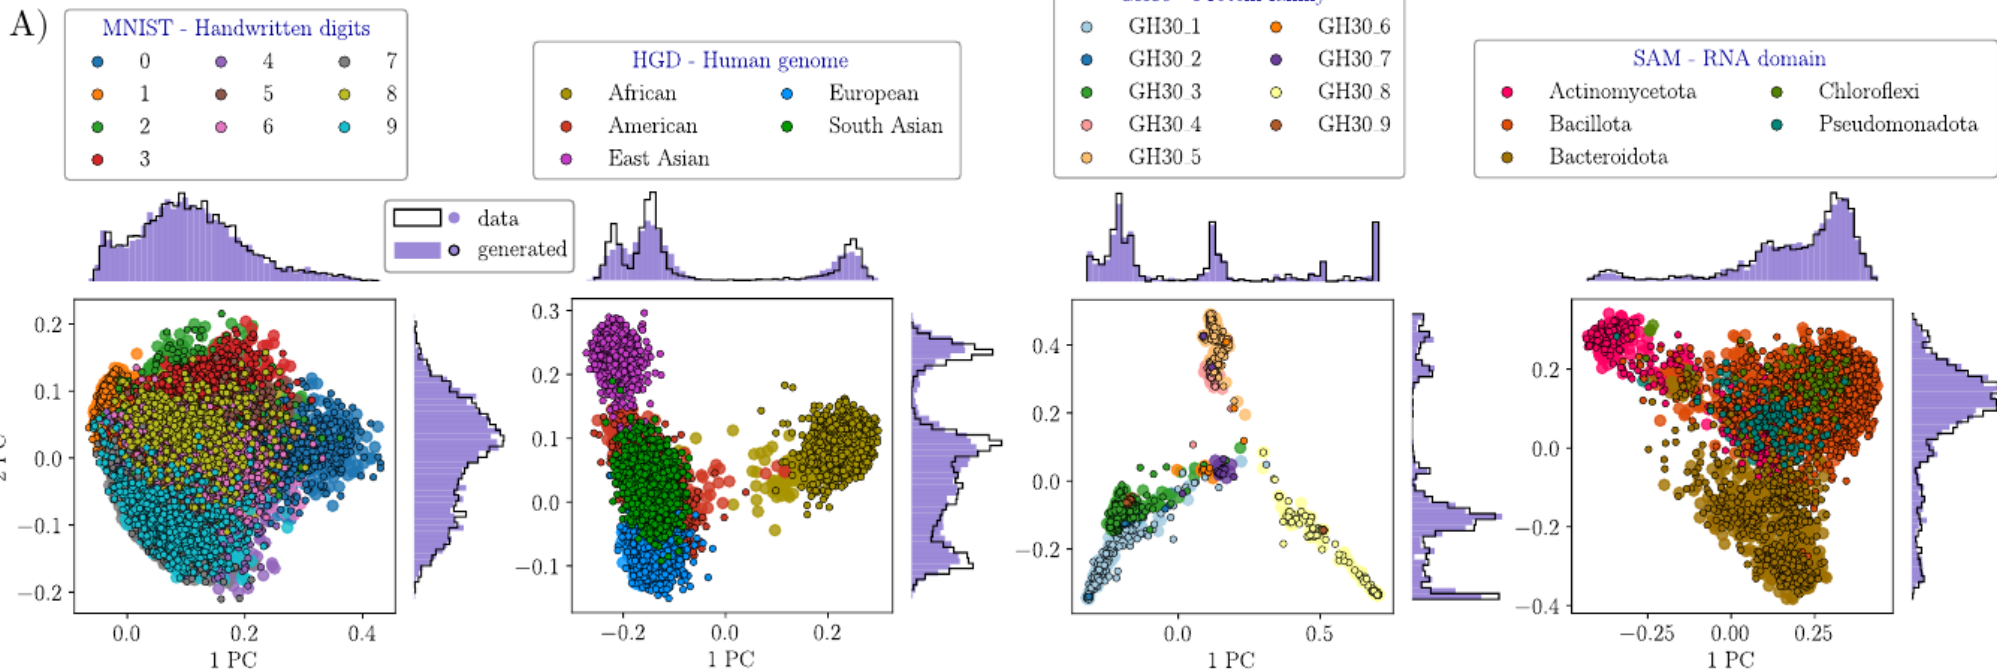 A)
MNIST - Handwritten digits
0 4 7
1 5 8
2 6 9
3
data
generated
HGD - Human genome
African European
American South Asian
East Asian
GH30_1 GH30_6
GH30_2 GH30_7
GH30_3 GH30_8
GH30_4 GH30_9
GH30_5
SAM - RNA domain
Actinomycetota Chloroflexi
Bacillota Pseudomonadota
Bacteroidota
0.2
0.1
0.0
−0.1
−0.2
0.0 0.2 0.4
1 PC
0.3
0.2
0.1
0.0
−0.1
−0.2 0.0 0.2
1 PC
0.4
0.2
0.0
−0.2
0.0 0.5
1 PC
0.2
0.0
−0.2
−0.4
−0.25 0.00 0.25
1 PC